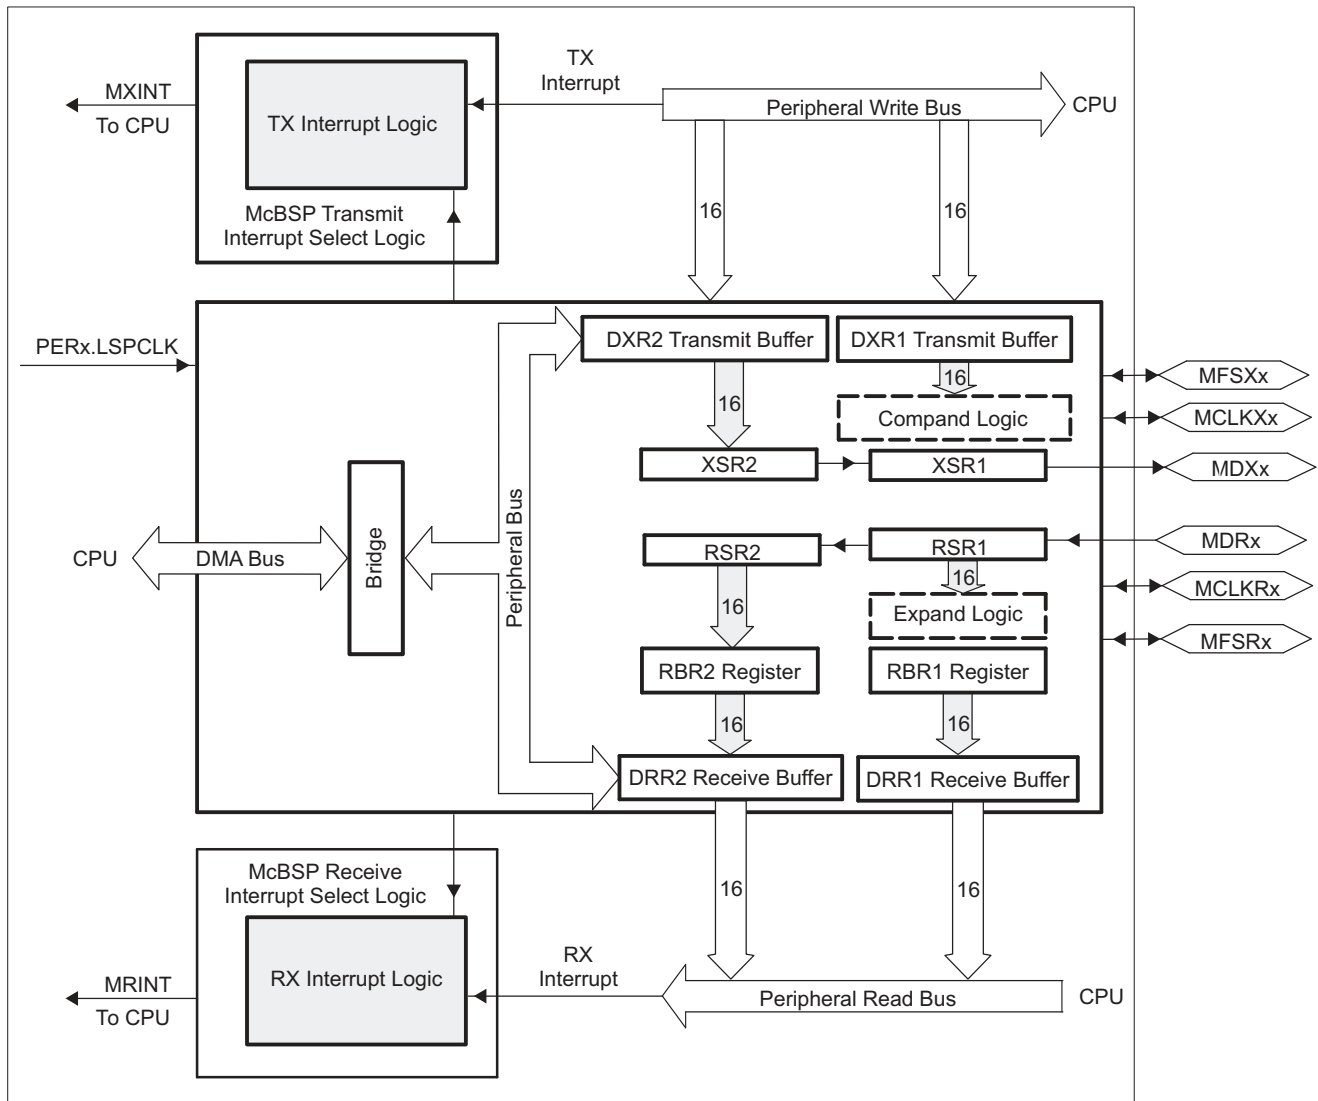 TX
Interrupt
MXINT
To CPU
TX Interrupt Logic
Peripheral Write Bus
CPU
McBSP Transmit
Interrupt Select Logic
16
16
PERx.LSPCLK
DXR2 Transmit Buffer
DXR1 Transmit Buffer
MFSXx
16
16
Compand Logic
MCLKXx
XSR2
XSR1
MDXx
CPU
DMA Bus
Bridge
Peripheral Bus
RSR2
RSR1
MDRx
16
16
Expand Logic
MCLKRx
MFSRx
RBR2 Register
RBR1 Register
16
16
DRR2 Receive Buffer
DRR1 Receive Buffer
McBSP Receive
Interrupt Select Logic
16
16
RX
Interrupt
MRINT
To CPU
RX Interrupt Logic
Peripheral Read Bus
CPU